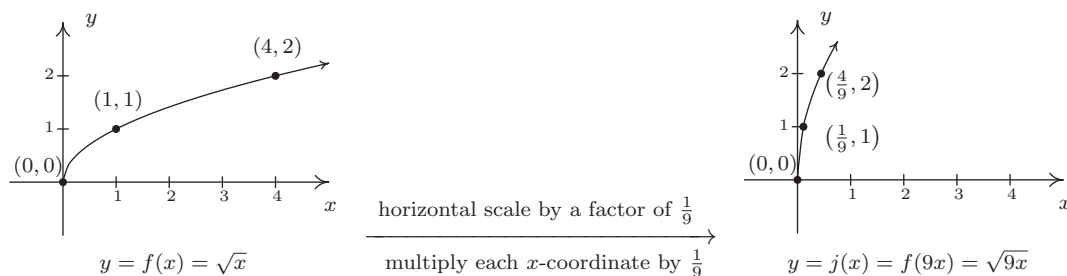 y
(4, 2)
2
(1, 1)
1
(0, 0)
1 2 3 4
x
y = f(x) = √x
horizontal scale by a factor of 1/9
multiply each x-coordinate by 1/9
y
2
(4/9, 2)
1
(1/9, 1)
(0, 0)
1 2 3 4
x
y = j(x) = f(9x) = √9x